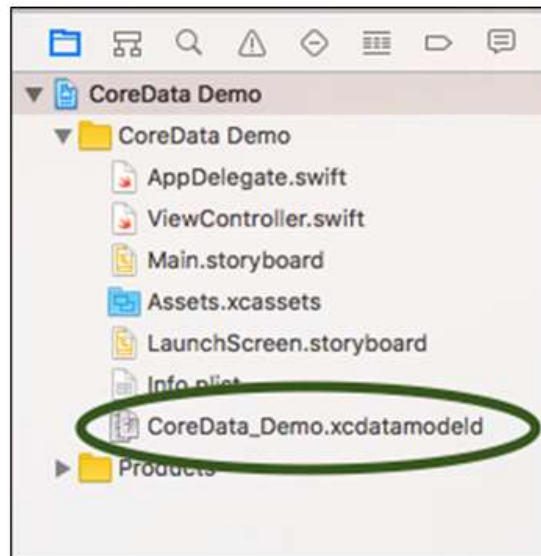 CoreData Demo
CoreData Demo
AppDelegate.swift
ViewController.swift
Main.storyboard
Assets.xcassets
LaunchScreen.storyboard
Info.plist
CoreData_Demo.xcdatamodeld
Products